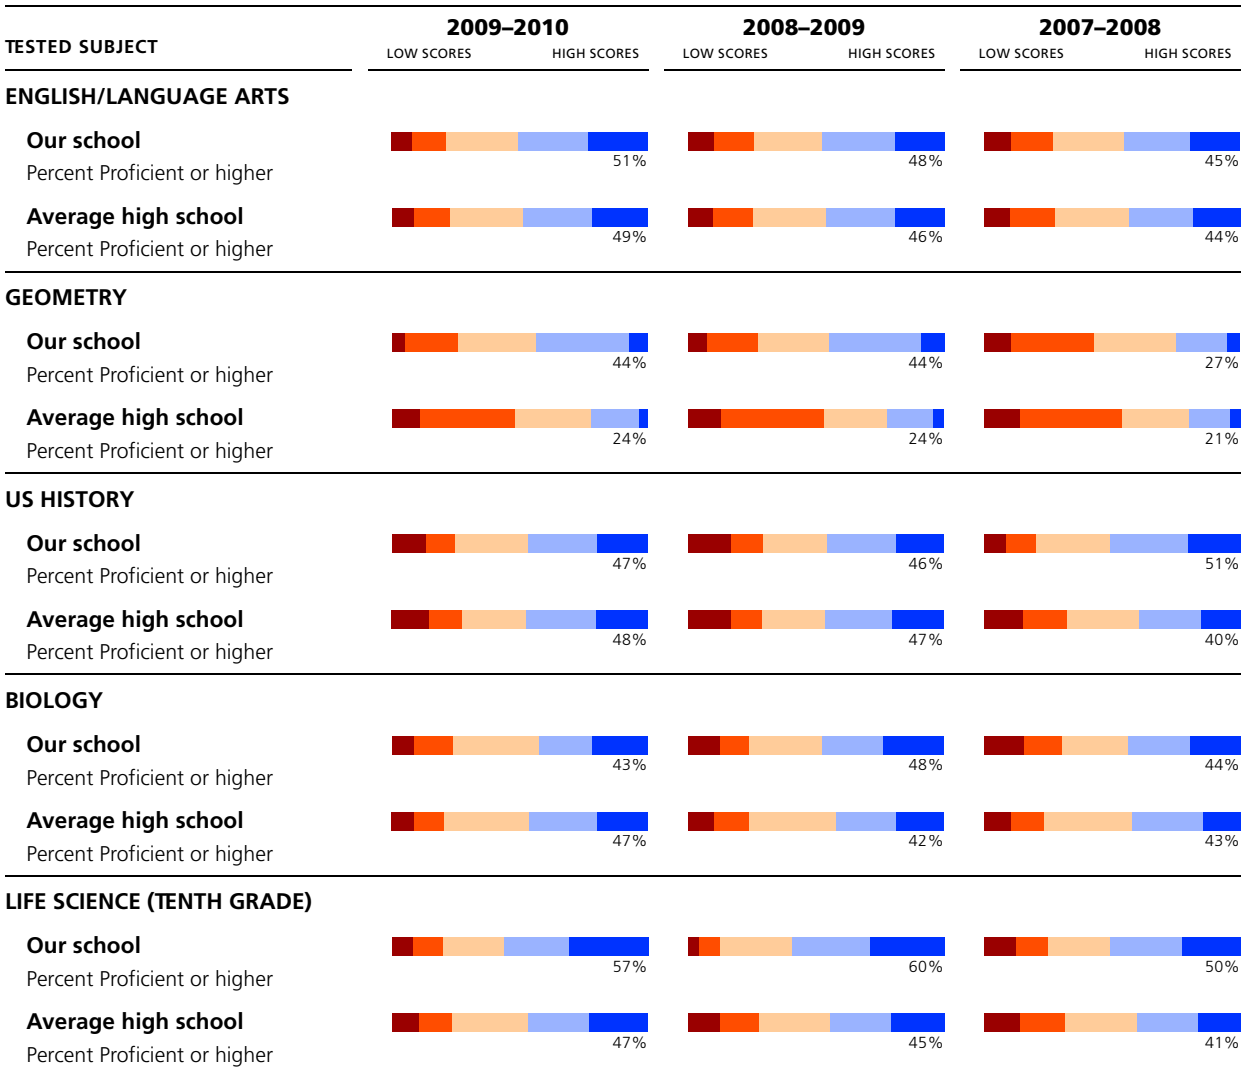 2009–2010 2008–2009 2007–2008
TESTED SUBJECT LOW SCORES HIGH SCORES LOW SCORES HIGH SCORES LOW SCORES HIGH SCORES
ENGLISH/LANGUAGE ARTS
Our school
51% 48% 45%
Percent Proficient or higher
Average high school
49% 46% 44%
Percent Proficient or higher
GEOMETRY
Our school
44% 44% 27%
Percent Proficient or higher
Average high school
24% 24% 21%
Percent Proficient or higher
US HISTORY
Our school
47% 46% 51%
Percent Proficient or higher
Average high school
48% 47% 40%
Percent Proficient or higher
BIOLOGY
Our school
43% 48% 44%
Percent Proficient or higher
Average high school
47% 42% 43%
Percent Proficient or higher
LIFE SCIENCE (TENTH GRADE)
Our school
57% 60% 50%
Percent Proficient or higher
Average high school
47% 45% 41%
Percent Proficient or higher